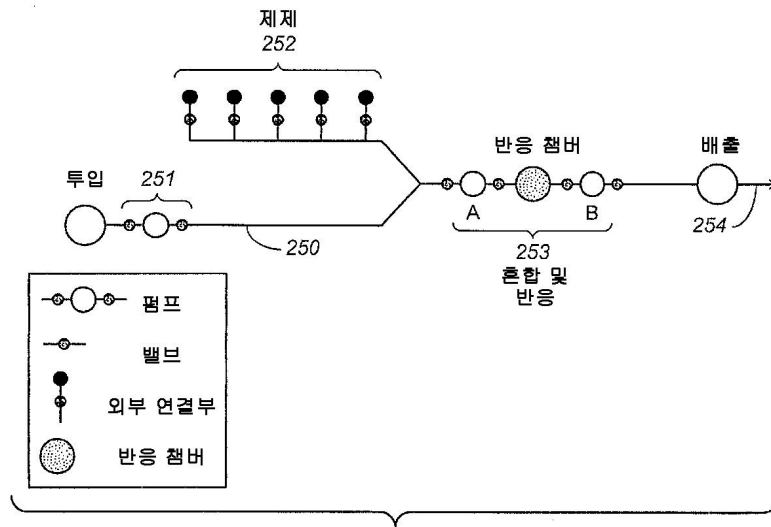 제제
252
투입
251
250
반응 챔버
A
B
253
혼합 및
반응
배출
254
펌프
밸브
외부 연결부
반응 챔버